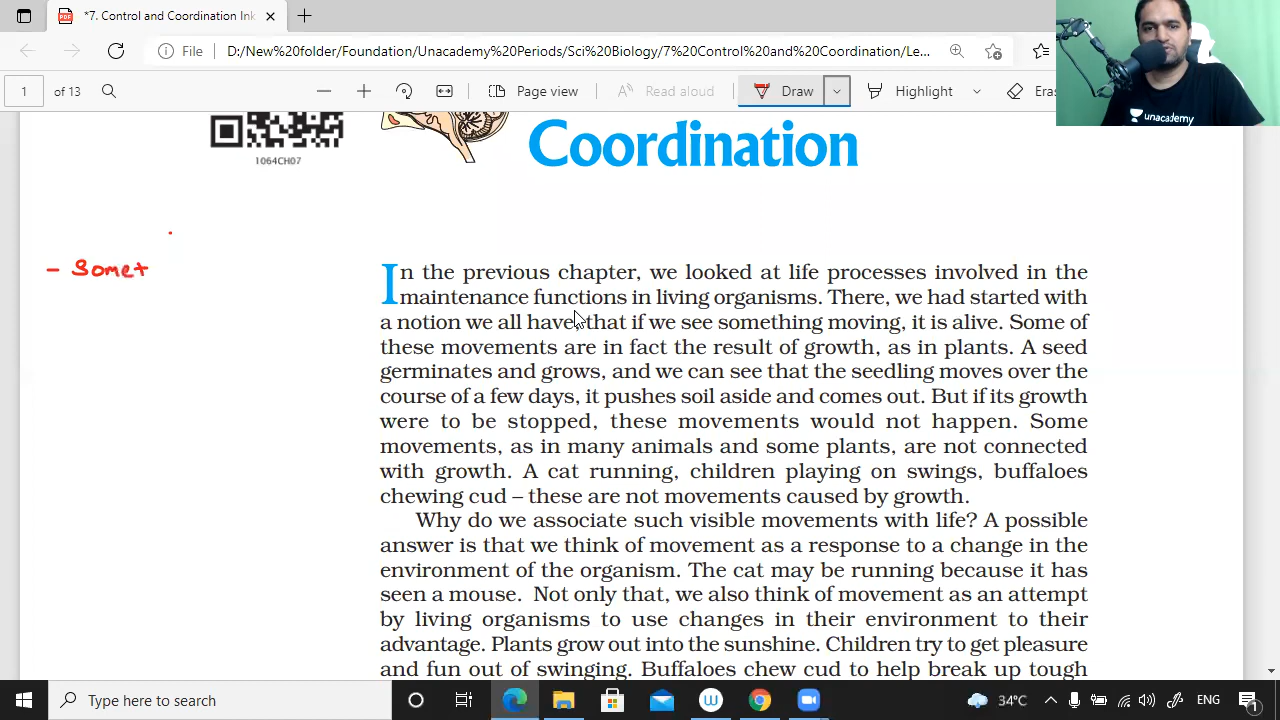 *7. Control and Coordination Ink
File
D:/New%20folder/Foundation/Unacademy%20Periods/Sci%20Biology/7%20Control%20and%20Coordination/Le...
1
of 13
Page view
Read aloud
Draw
Highlight
Eras
unacademy
1064CH07
Coordination
- Somet
In the previous chapter, we looked at life processes involved in the
maintenance functions in living organisms. There, we had started with
a notion we all have, that if we see something moving, it is alive. Some of
these movements are in fact the result of growth, as in plants. A seed
germinates and grows, and we can see that the seedling moves over the
course of a few days, it pushes soil aside and comes out. But if its growth
were to be stopped, these movements would not happen. Some
movements, as in many animals and some plants, are not connected
with growth. A cat running, children playing on swings, buffaloes
chewing cud – these are not movements caused by growth.
Why do we associate such visible movements with life? A possible
answer is that we think of movement as a response to a change in the
environment of the organism. The cat may be running because it has
seen a mouse. Not only that, we also think of movement as an attempt
by living organisms to use changes in their environment to their
advantage. Plants grow out into the sunshine. Children try to get pleasure
and fun out of swinging. Buffaloes chew cud to help break up tough
Type here to search
34°C
ENG